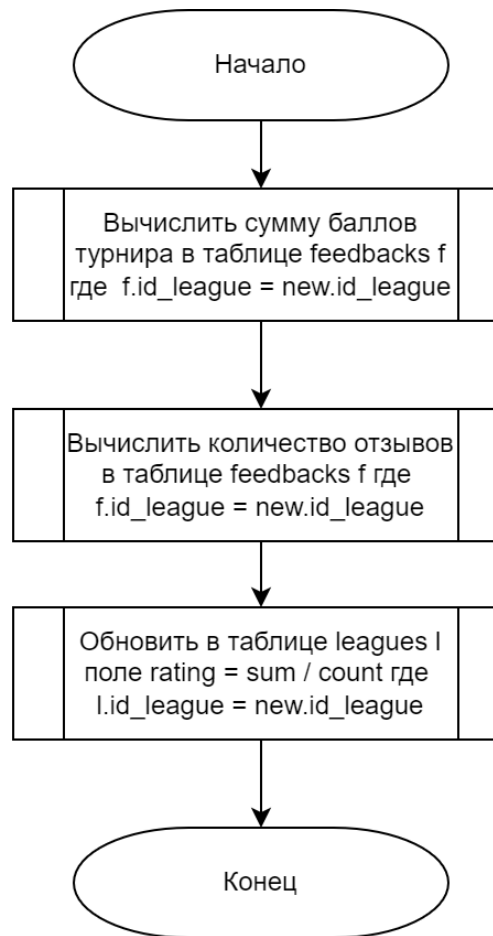 Начало
Вычислить сумму баллов
турнира в таблице feedbacks f
где  f.id_league = new.id_league
Вычислить количество отзывов
в таблице feedbacks f где
f.id_league = new.id_league
Обновить в таблице leagues l
поле rating = sum / count где
l.id_league = new.id_league
Конец